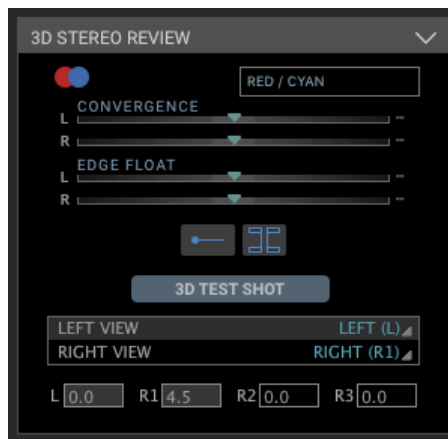 3D STEREO REVIEW
RED / CYAN
CONVERGENCE
L --
R --
EDGE FLOAT
L --
R --
3D TEST SHOT
LEFT VIEW LEFT (L)
RIGHT VIEW RIGHT (R1)
L 0.0 R1 4.5 R2 0.0 R3 0.0